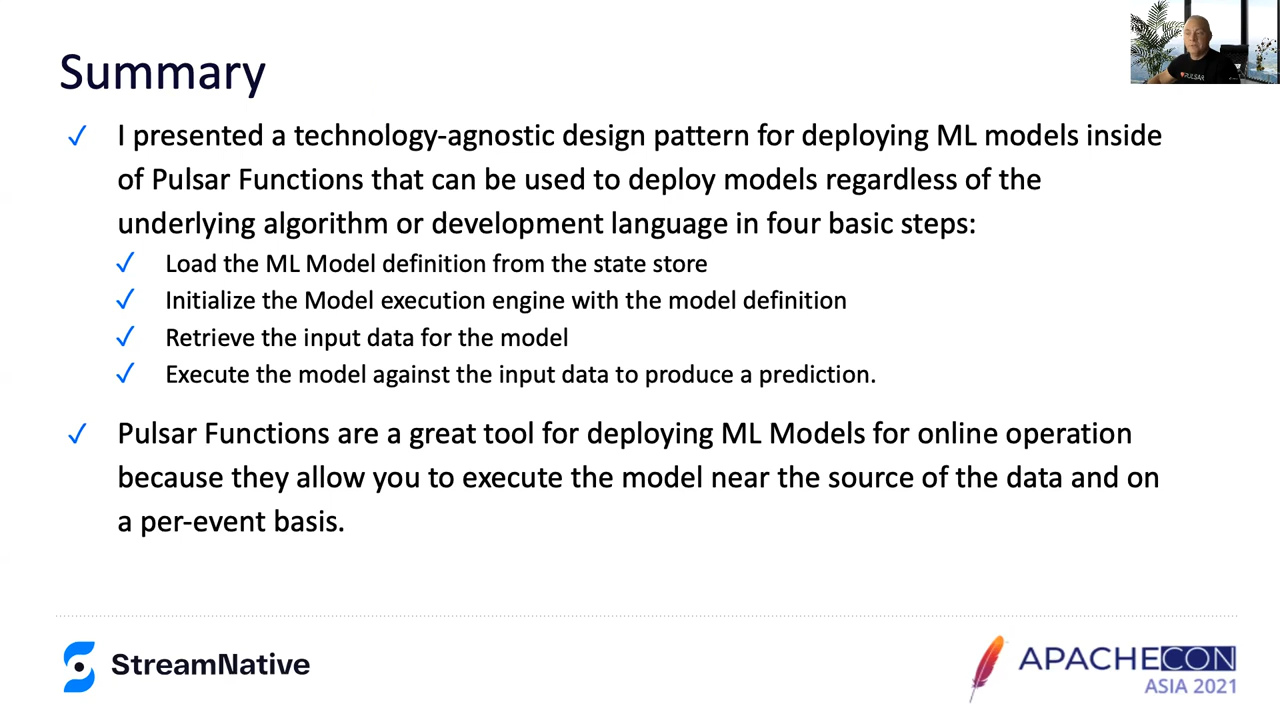 Summary
PULSAR
✓ I presented a technology-agnostic design pattern for deploying ML models inside
of Pulsar Functions that can be used to deploy models regardless of the
underlying algorithm or development language in four basic steps:
✓ Load the ML Model definition from the state store
✓ Initialize the Model execution engine with the model definition
✓ Retrieve the input data for the model
✓ Execute the model against the input data to produce a prediction.
✓ Pulsar Functions are a great tool for deploying ML Models for online operation
because they allow you to execute the model near the source of the data and on
a per-event basis.
StreamNative
APACHECON
ASIA 2021